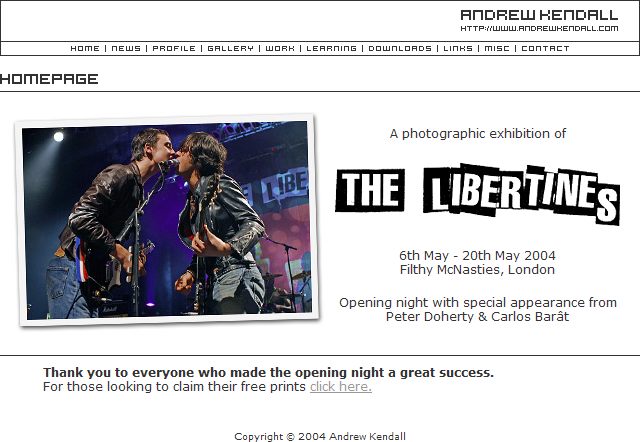 ANDREW KENDALL
HTTP://WWW.ANDREWKENDALL.COM
HOME | NEWS | PROFILE | GALLERY | WORK | LEARNING | DOWNLOADS | LINKS | MISC | CONTACT
HOMEPAGE
THE LIBE
A photographic exhibition of
THE LIBERTINES
6th May - 20th May 2004
Filthy McNasties, London
Opening night with special appearance from
Peter Doherty & Carlos Barât
Thank you to everyone who made the opening night a great success.
For those looking to claim their free prints click here.
Copyright © 2004 Andrew Kendall